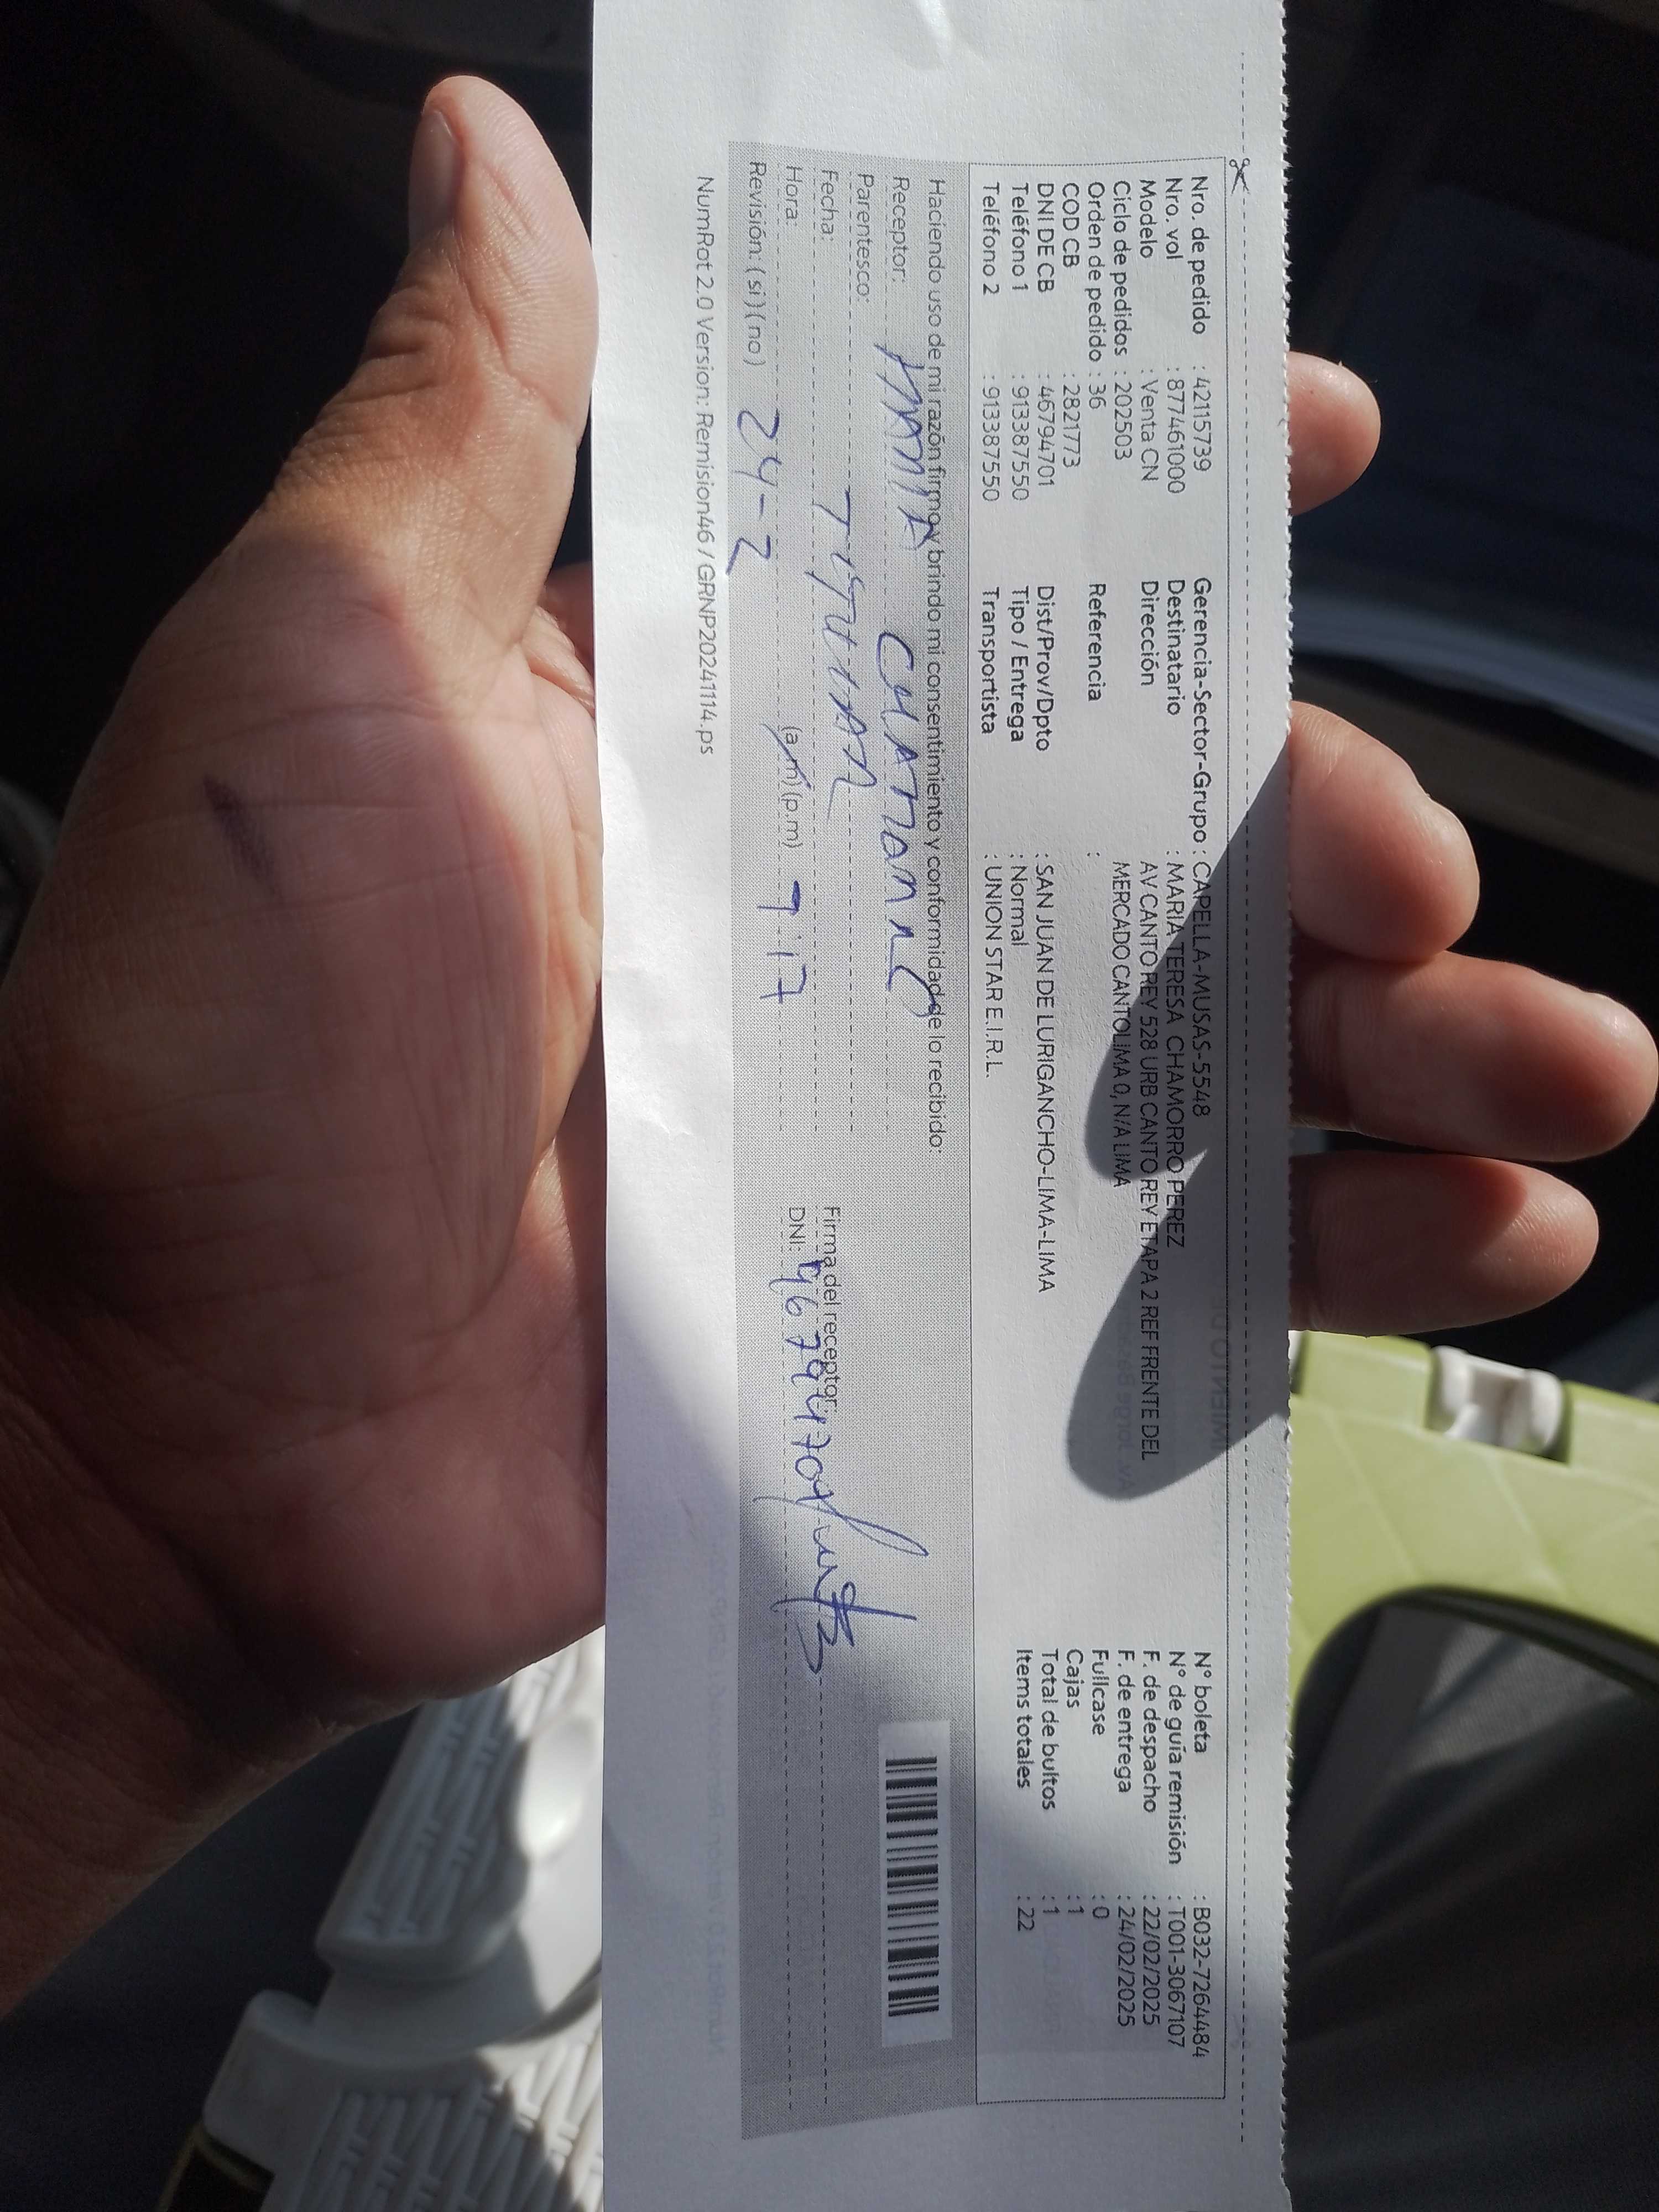 Nro. de pedido : 42115739
Nro. vol : 877461000
Modelo : Venta CN
Ciclo de pedidos : 202503
Orden de pedido : 36
COD CB : 2821773
DNI DE CB : 46794701
Teléfono 1 : 913387550
Teléfono 2 : 913387550
Gerencia-Sector-Grupo : CAPELLA-MUSAS-5548
Destinatario : MARIA TERESA CHAMORRO PEREZ
Dirección : AV CANTO REY 528 URB CANTO REY ETAPA 2 REF FRENTE DEL
MERCADO CANTOLIMA 0, N/A LIMA
Referencia :
Dist/Prov/Dpto : SAN JUAN DE LURIGANCHO-LIMA-LIMA
Tipo / Entrega : Normal
Transportista : UNION STAR E.I.R.L.
N° boleta : B032-7264484
N° de guía remisión : T001-3067107
F. de despacho : 22/02/2025
F. de entrega : 24/02/2025
Fullcase : 0
Cajas : 1
Total de bultos : 1
Items totales : 22
Haciendo uso de mi razón firmo y brindo mi consentimiento y conformidad de lo recibido:
Receptor: MARIA CHAMORRO
Parentesco: TITULAR
Fecha:
Hora: (a.m) (p.m) 9:17
Revisión: (si) (no) 24-2
Firma del receptor:
DNI: 46794701
NumRot 2.0 Version: Remision46 / GRNP20241114.ps